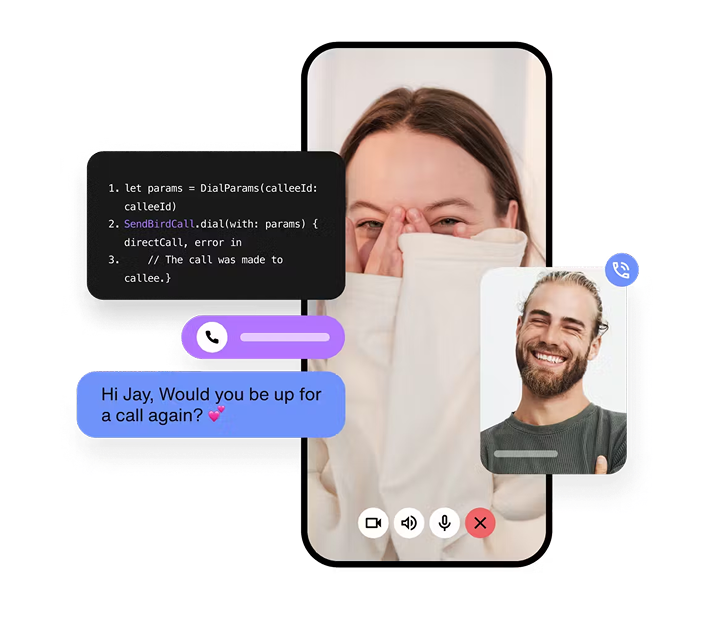 1. let params = DialParams(calleeId:
calleeId)
2. SendBirdCall.dial(with: params) {
directCall, error in
3.    // The call was made to
callee.}
Hi Jay, Would you be up for
a call again? 💕